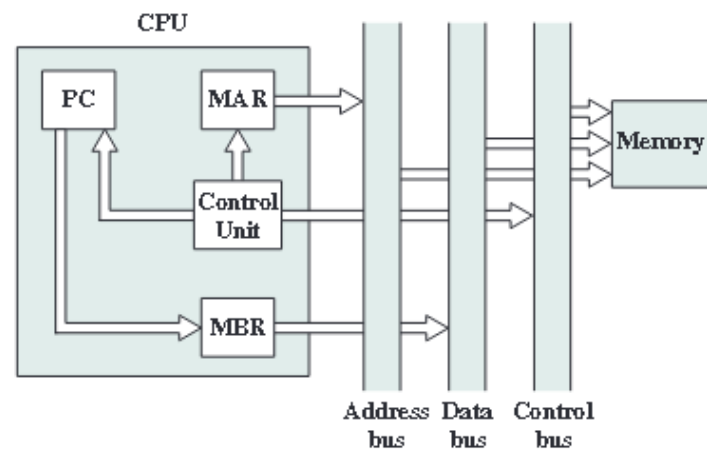 CPU
PC
MAR
Memory
Control
Unit
MBR
Address
bus
Data
bus
Control
bus